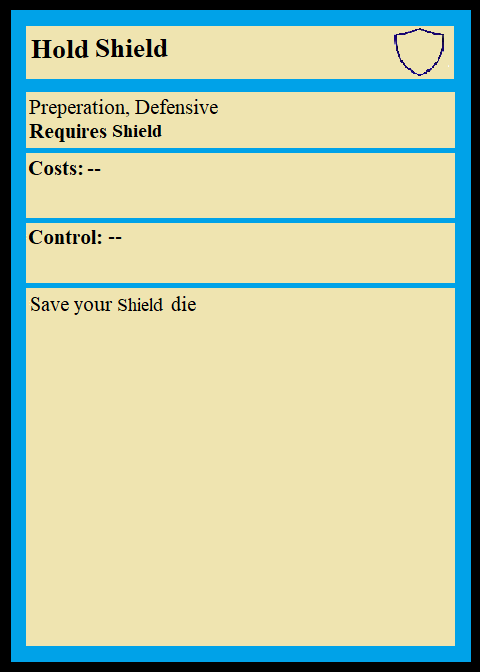 Hold Shield
Preperation, Defensive
Requires Shield
Costs: --
Control: --
Save your Shield die